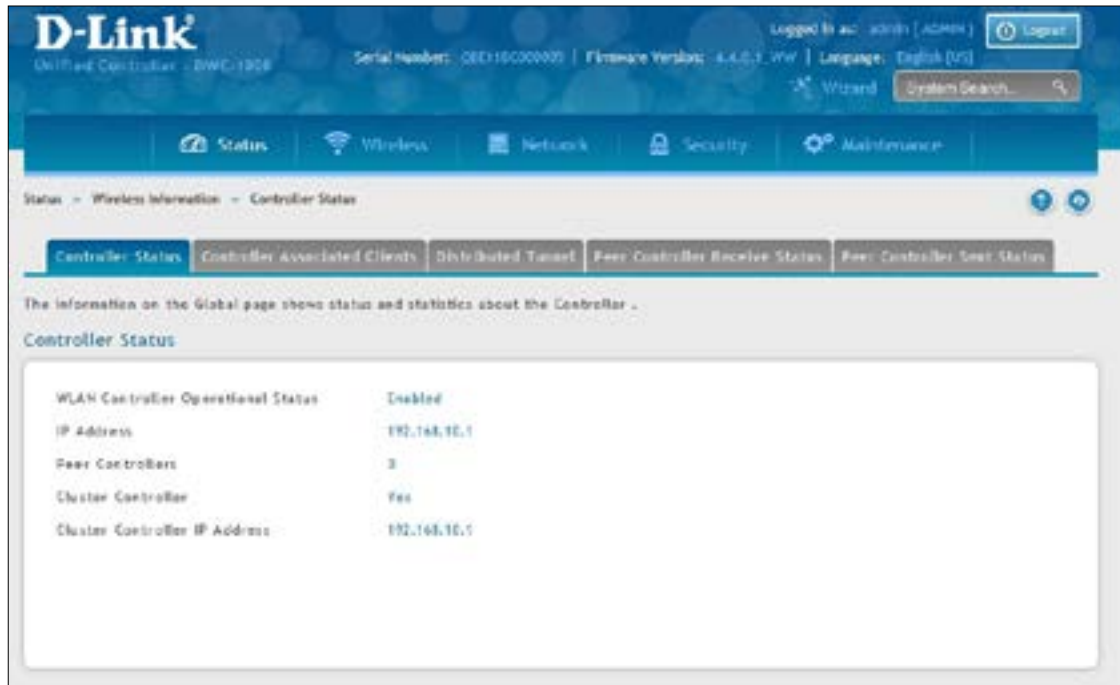 D-Link
Unified Controller - DWC-1000
Logged in as: admin [ADMIN]
Logout
Serial Number: | Firmware Version: WW | Language: English [US]
Wizard
System Search...
Status
Wireless
Network
Security
Maintenance
Status Wireless Information Controller Status
Controller Status
Controller Associated Clients
Distributed Tunnel
Peer Controller Receive Status
Peer Controller Sent Status
The information on the Global page shows status and statistics about the Controller .
Controller Status
WLAN Controller Operational Status Enabled
IP Address 192.168.10.1
Peer Controllers
Cluster Controller Yes
Cluster Controller IP Address 192.168.10.1